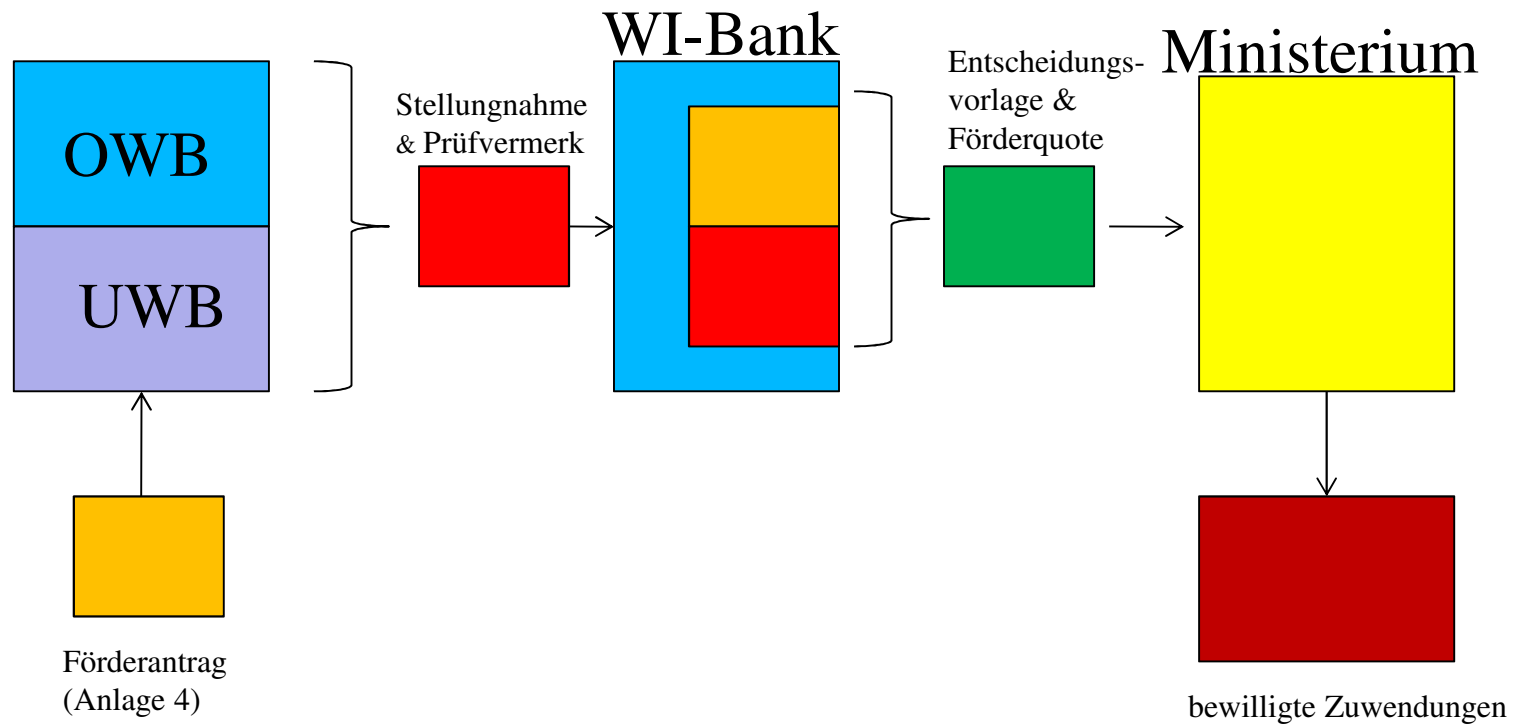 WI-Bank
Ministerium
OWB
UWB
Stellungnahme
& Prüfvermerk
Entscheidungs-
vorlage &
Förderquote
Förderantrag
(Anlage 4)
bewilligte Zuwendungen